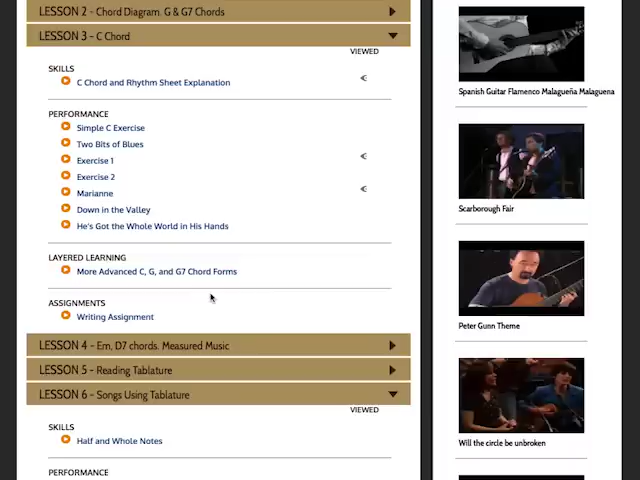 LESSON 2 - Chord Diagram. G & G7 Chords
LESSON 3 - C Chord
VIEWED
SKILLS
C Chord and Rhythm Sheet Explanation
PERFORMANCE
Simple C Exercise
Two Bits of Blues
Exercise 1
Exercise 2
Marianne
Down in the Valley
He's Got the Whole World in His Hands
LAYERED LEARNING
More Advanced C, G, and G7 Chord Forms
ASSIGNMENTS
Writing Assignment
LESSON 4 - Em, D7 chords. Measured Music
LESSON 5 - Reading Tablature
LESSON 6 - Songs Using Tablature
VIEWED
SKILLS
Half and Whole Notes
PERFORMANCE
Spanish Guitar Flamenco Malagueña Malaguena
Scarborough Fair
Peter Gunn Theme
Will the circle be unbroken